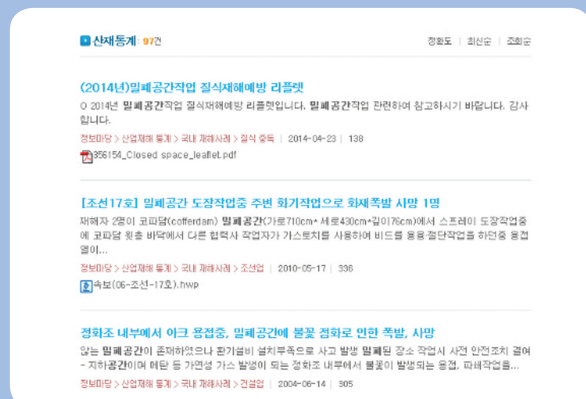 산재통계: 97건
정확도 | 최신순 | 조회순
(2014년)밀폐공간작업 질식재해예방 리플렛
O 2014년 밀폐공간작업 질식재해예방 리플렛입니다. 밀폐공간작업 관련하여 참고하시기 바랍니다. 감사
합니다.
정보마당 > 산업재해 통계 > 국내 재해사례 > 질식 중독 | 2014-04-23 | 138
356154_Closed space_leaflet.pdf
[조선17호] 밀폐공간 도장작업중 주변 화기작업으로 화재폭발 사망 1명
재해자 2명이 코퍼담(cofferdam) 밀폐공간(가로710cm* 세로430cm*깊이76cm)에서 스프레이 도장작업중
에 코퍼담 윗층 바닥에서 다른 협력사 작업자가 가스토치를 사용하여 비드를 용융·절단작업을 하던중 용접
열이...
정보마당 > 산업재해 통계 > 국내 재해사례 > 조선업 | 2010-05-17 | 336
속보(06-조선-17호).hwp
정화조 내부에서 아크 용접중, 밀폐공간에 불꽃 점화로 인한 폭발, 사망
않는 밀폐공간이 존재하였으나 환기설비 설치부족으로 사고 발생 밀폐된 장소 작업시 사전 안전조치 결여
- 지하공간이며 메탄 등 가연성 가스 발생이 되는 정화조 내부에서 불꽃이 발생되는 용접, 파쇄작업을...
정보마당 > 산업재해 통계 > 국내 재해사례 > 건설업 | 2004-06-14 | 305